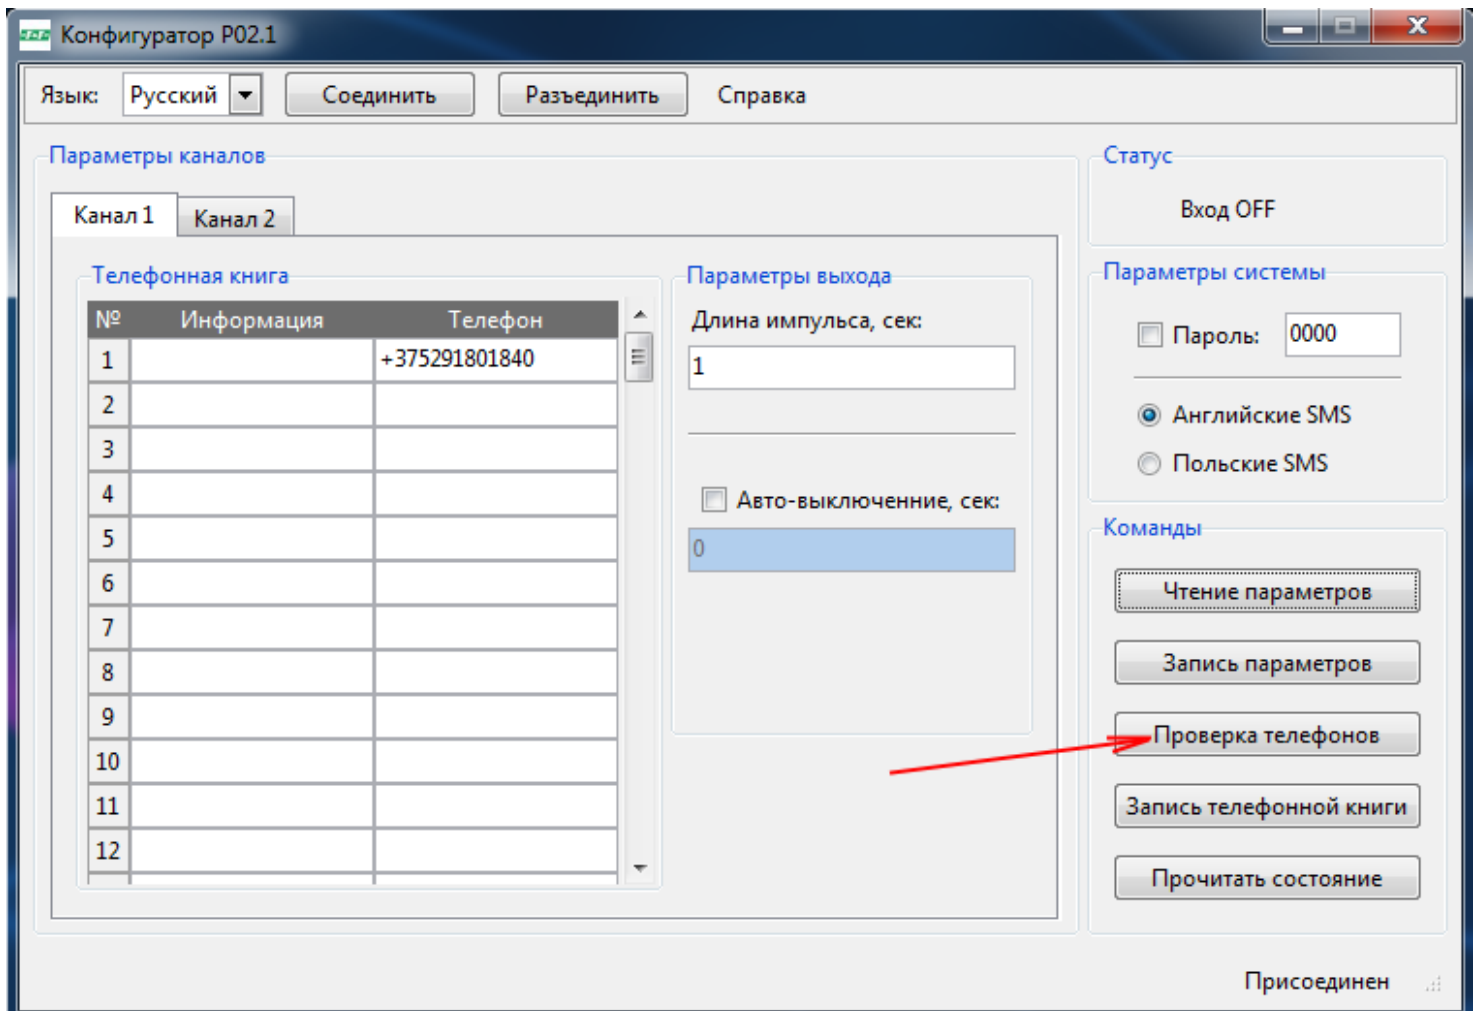 Конфигуратор P02.1
Язык: Русский Соединить Разъединить Справка
Параметры каналов
Канал 1 Канал 2
Телефонная книга
№ Информация Телефон
1 +375291801840
2
3
4
5
6
7
8
9
10
11
12
Параметры выхода
Длина импульса, сек:
1
Авто-выключенние, сек:
0
Статус
Вход OFF
Параметры системы
Пароль: 0000
Английские SMS
Польские SMS
Команды
Чтение параметров
Запись параметров
Проверка телефонов
Запись телефонной книги
Прочитать состояние
Присоединен